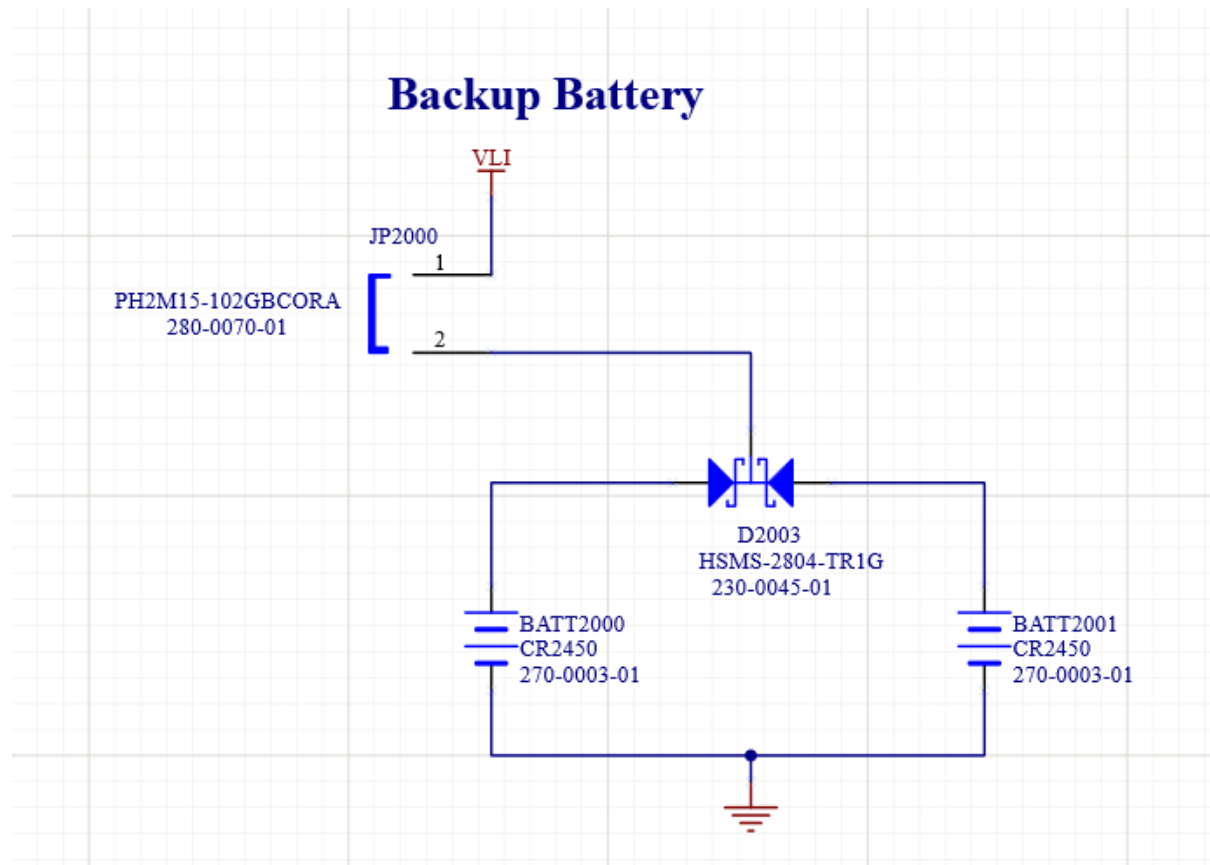 Backup Battery
VLI
JP2000
1
PH2M15-102GBCORA
280-0070-01
2
D2003
HSMS-2804-TR1G
230-0045-01
BATT2000
CR2450
270-0003-01
BATT2001
CR2450
270-0003-01